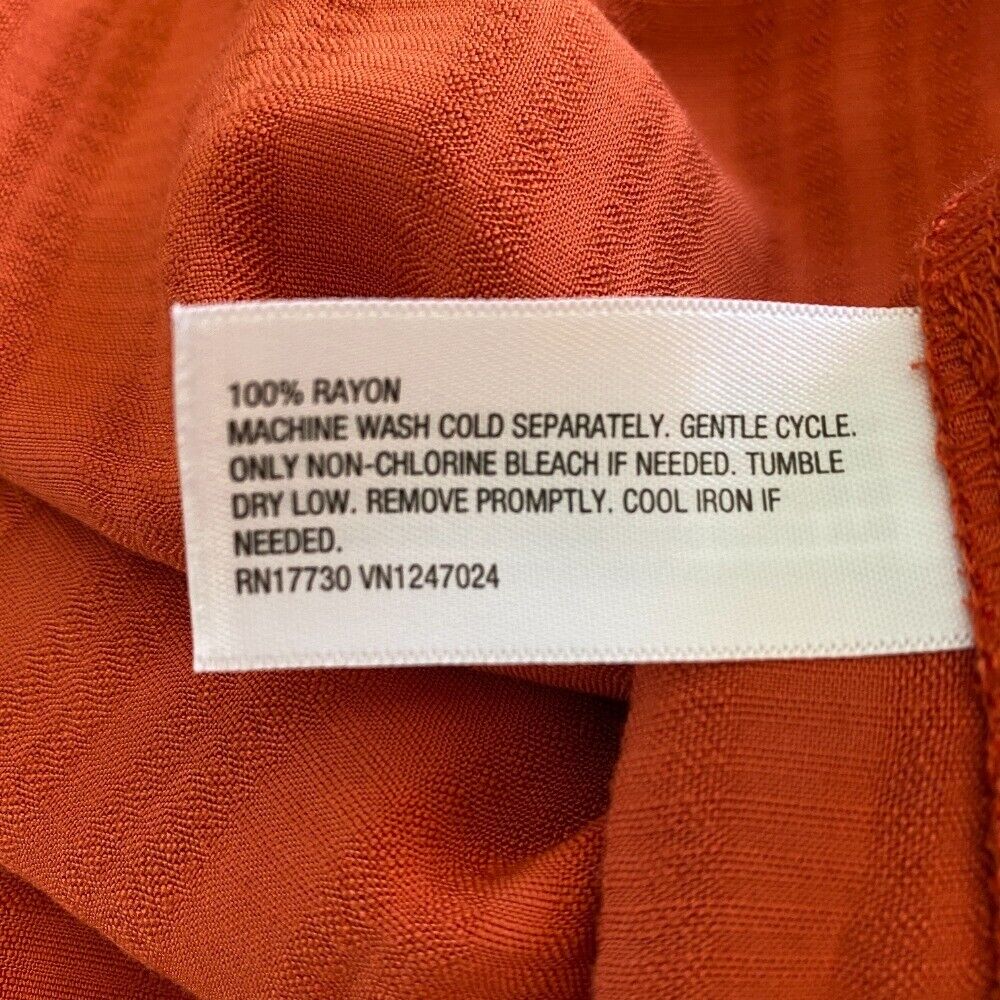 100% RAYON
MACHINE WASH COLD SEPARATELY. GENTLE CYCLE.
ONLY NON-CHLORINE BLEACH IF NEEDED. TUMBLE
DRY LOW. REMOVE PROMPTLY. COOL IRON IF
NEEDED.
RN17730 VN1247024